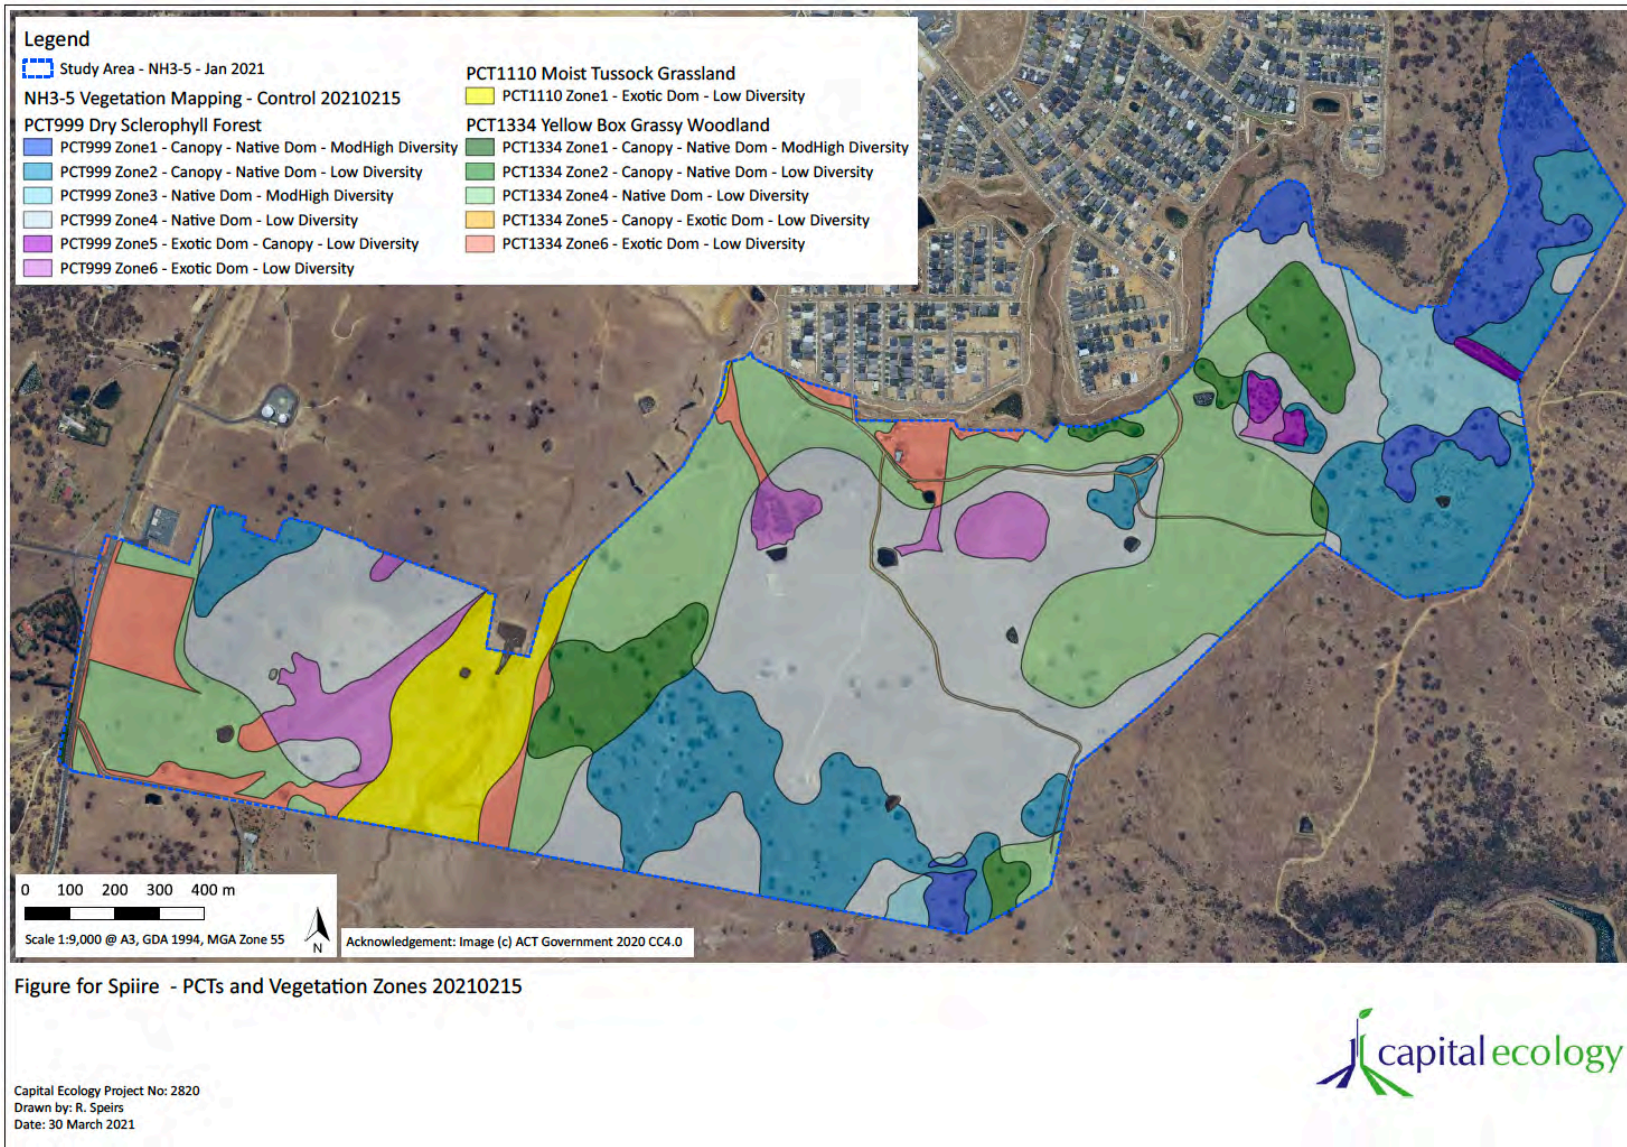 Legend
Study Area - NH3-5 - Jan 2021
NH3-5 Vegetation Mapping - Control 20210215
PCT999 Dry Sclerophyll Forest
PCT999 Zone1 - Canopy - Native Dom - ModHigh Diversity
PCT999 Zone2 - Canopy - Native Dom - Low Diversity
PCT999 Zone3 - Native Dom - ModHigh Diversity
PCT999 Zone4 - Native Dom - Low Diversity
PCT999 Zone5 - Exotic Dom - Canopy - Low Diversity
PCT999 Zone6 - Exotic Dom - Low Diversity
PCT1110 Moist Tussock Grassland
PCT1110 Zone1 - Exotic Dom - Low Diversity
PCT1334 Yellow Box Grassy Woodland
PCT1334 Zone1 - Canopy - Native Dom - ModHigh Diversity
PCT1334 Zone2 - Canopy - Native Dom - Low Diversity
PCT1334 Zone4 - Native Dom - Low Diversity
PCT1334 Zone5 - Canopy - Exotic Dom - Low Diversity
PCT1334 Zone6 - Exotic Dom - Low Diversity
0 100 200 300 400 m
Scale 1:9,000 @ A3, GDA 1994, MGA Zone 55
N
Acknowledgement: Image (c) ACT Government 2020 CC4.0
Figure for Spiire - PCTs and Vegetation Zones 20210215
capital ecology
Capital Ecology Project No: 2820
Drawn by: R. Speirs
Date: 30 March 2021